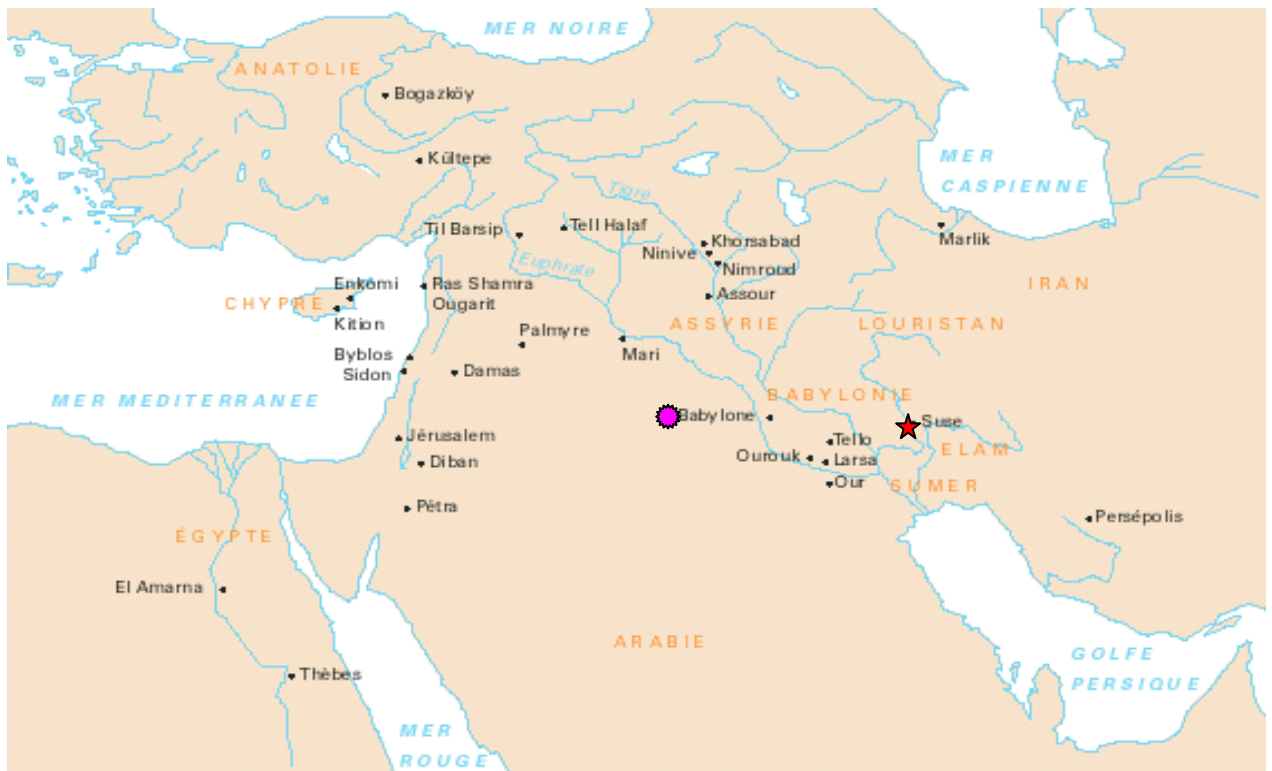 MER NOIRE
ANATOLIE
Bogazköy
MER
CASPIENNE
Kültepe
Tigre
Til Barsip
Tell Halaf
Khorsabad
Marlik
Ninive
Nimroud
Euphrate
IRAN
Enkomi
Ras Shamra
Ougarit
Assour
CHYPRE
Kition
Palmyre
ASSYRIE
LOURISTAN
Byblos
Mari
Sidon
Damas
MER MEDITERRANEE
BABYLONIE
Babylone
Suse
Jérusalem
Tello
ELAM
Diban
Ourouk
Larsa
Our
SUMER
Pétra
Persépolis
ÉGYPTE
El Amarna
ARABIE
GOLFE
PERSIQUE
Thèbes
MER
ROUGE